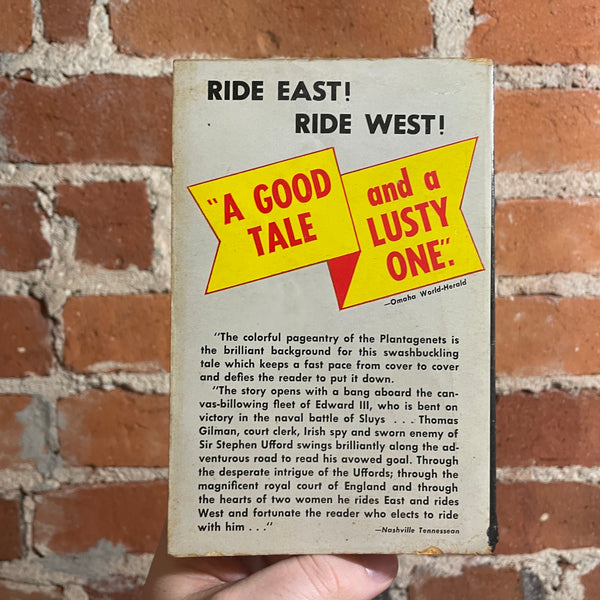 RIDE EAST!
RIDE WEST!
"A GOOD
TALE
and a
LUSTY
ONE".
—Omaha World-Herald
"The colorful pageantry of the Plantagenets is
the brilliant background for this swashbuckling
tale which keeps a fast pace from cover to cover
and defies the reader to put it down.
"The story opens with a bang aboard the can-
vas-billowing fleet of Edward III, who is bent on
victory in the naval battle of Sluys . . . Thomas
Gilman, court clerk, Irish spy and sworn enemy of
Sir Stephen Ufford swings brilliantly along the ad-
venturous road to read his avowed goal. Through
the desperate intrigue of the Uffords; through the
magnificent royal court of England and through
the hearts of two women he rides East and rides
West and fortunate the reader who elects to ride
with him . . ."
—Nashville Tennessean